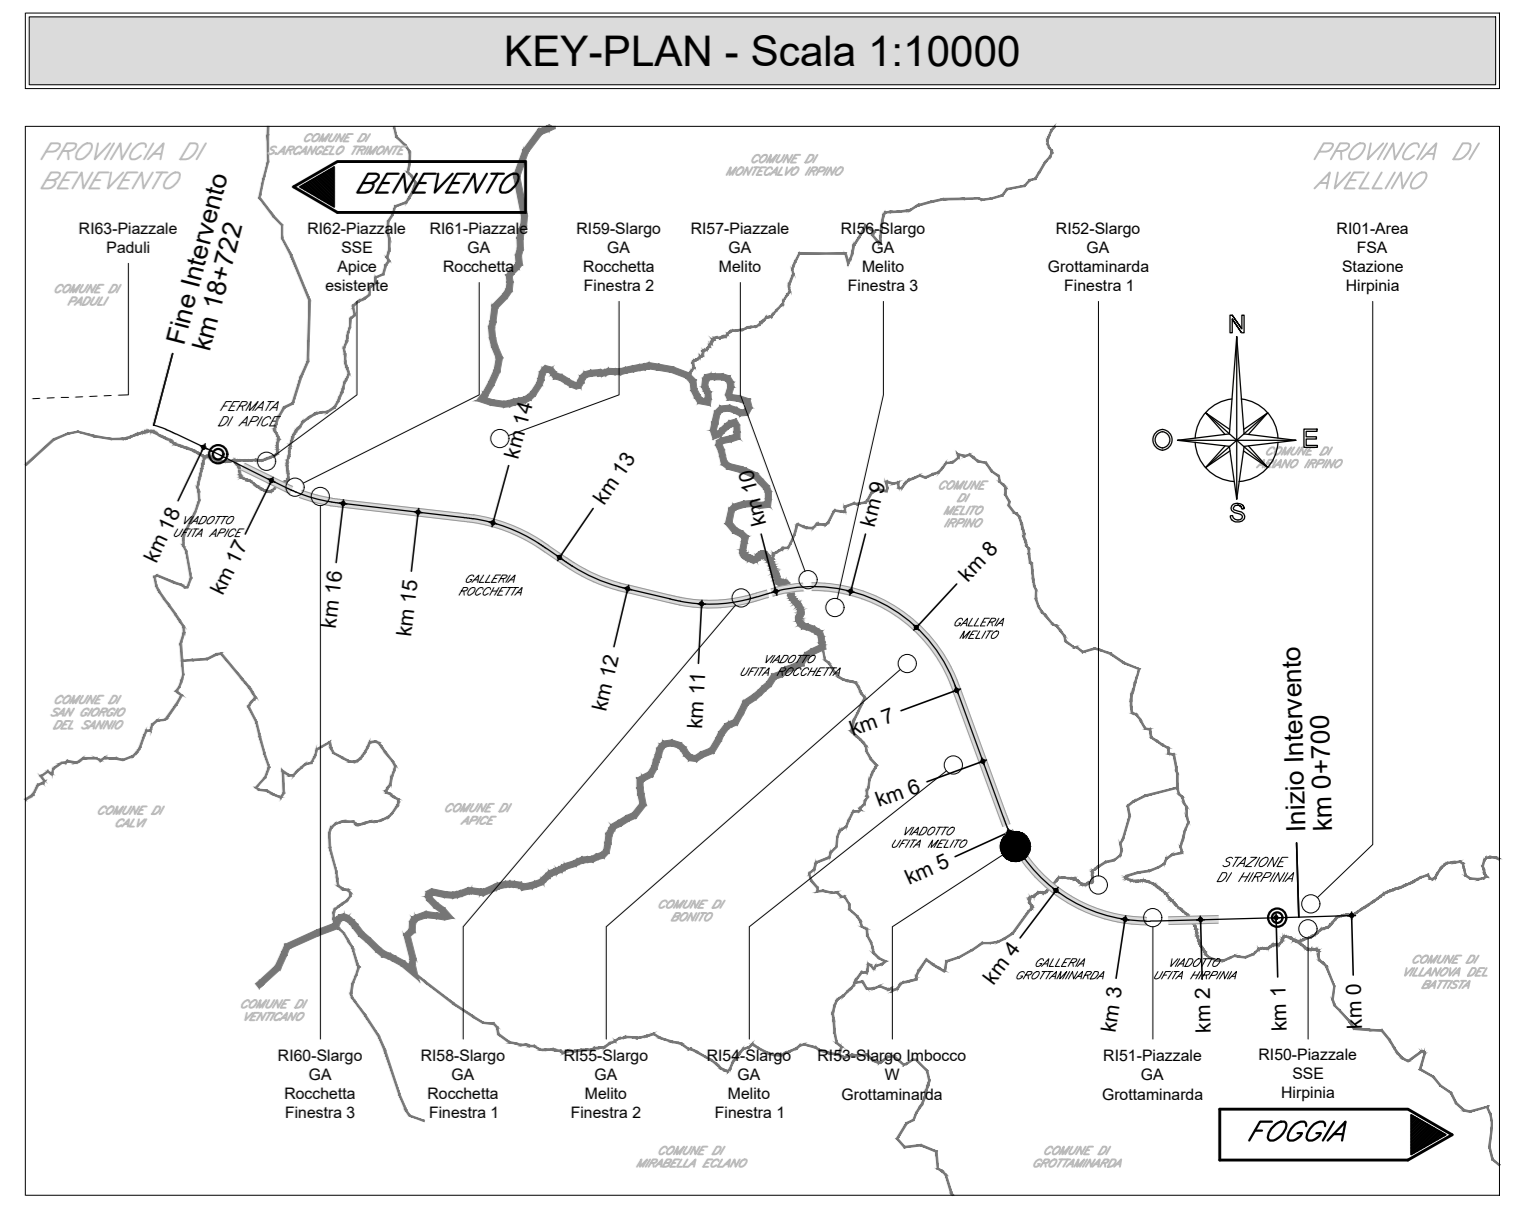 KEY-PLAN - Scala 1:10000
PROVINCIA DI
BENEVENTO
COMUNE DI
S.ARCANGELO TRIMONTE
BENEVENTO
COMUNE DI
MONTECALVO IRPINO
PROVINCIA DI
AVELLINO
RI63-Piazzale
Paduli
Fine Intervento
km 18+722
RI62-Piazzale
SSE
Apice
esistente
RI61-Piazzale
GA
Rocchetta
RI59-Slargo
GA
Rocchetta
Finestra 2
RI57-Piazzale
GA
Melito
RI56-Slargo
GA
Melito
Finestra 3
RI52-Slargo
GA
Grottaminarda
Finestra 1
RI01-Area
FSA
Stazione
Hirpinia
COMUNE DI
PADULI
N
O
E
S
COMUNE DI
ARIANO IRPINO
FERMATA
DI APICE
COMUNE
DI
MELITO
IRPINO
km 18
VIADOTTO
UFITA APICE
km 17
km 16
km 15
km 14
km 13
km 12
km 11
km 10
km 9
km 8
km 7
km 6
km 5
km 4
km 3
km 2
km 1
km 0
GALLERIA
ROCCHETTA
GALLERIA
MELITO
VIADOTTO
UFITA ROCCHETTA
COMUNE DI
SAN GIORGIO
DEL SANNIO
Inizio Intervento
km 0+700
COMUNE DI
CALVI
COMUNE DI
APICE
VIADOTTO
UFITA MELITO
STAZIONE
DI HIRPINIA
COMUNE DI
BONITO
GALLERIA
GROTTAMINARDA
VIADOTTO
UFITA HIRPINIA
COMUNE DI
VILLANOVA DEL
BATTISTA
COMUNE DI
VENTICANO
RI60-Slargo
GA
Rocchetta
Finestra 3
RI58-Slargo
GA
Rocchetta
Finestra 1
RI55-Slargo
GA
Melito
Finestra 2
RI54-Slargo
GA
Melito
Finestra 1
RI53-Slargo Imbocco
W
Grottaminarda
RI51-Piazzale
GA
Grottaminarda
RI50-Piazzale
SSE
Hirpinia
FOGGIA
COMUNE DI
MIRABELLA ECLANO
COMUNE DI
GROTTAMINARDA